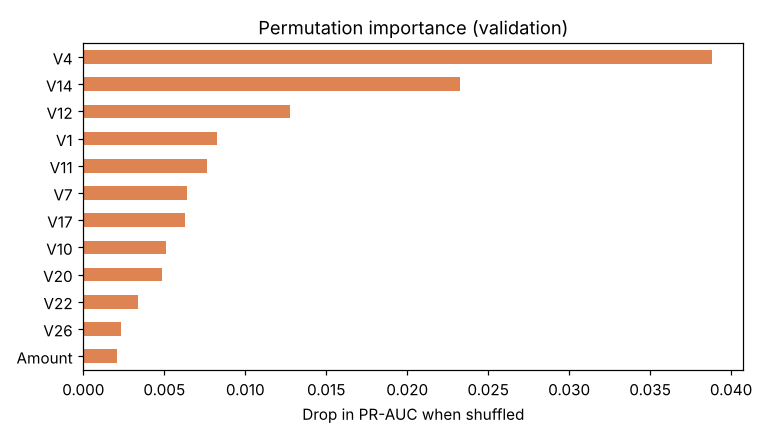 Permutation importance (validation)
V4
V14
V12
V1
V11
V7
V17
V10
V20
V22
V26
Amount
0.000 0.005 0.010 0.015 0.020 0.025 0.030 0.035 0.040
Drop in PR-AUC when shuffled